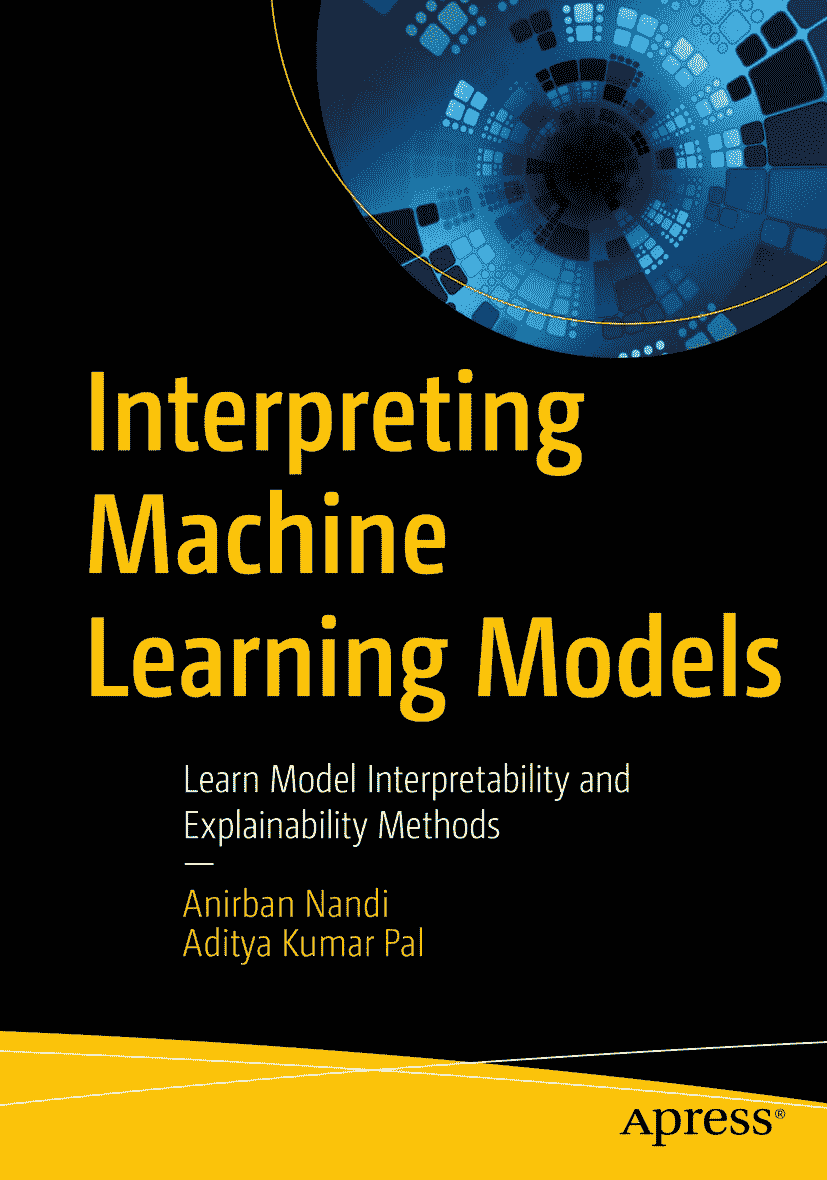 Interpreting
Machine
Learning Models
Learn Model Interpretability and
Explainability Methods
—
Anirban Nandi
Aditya Kumar Pal
Apress®